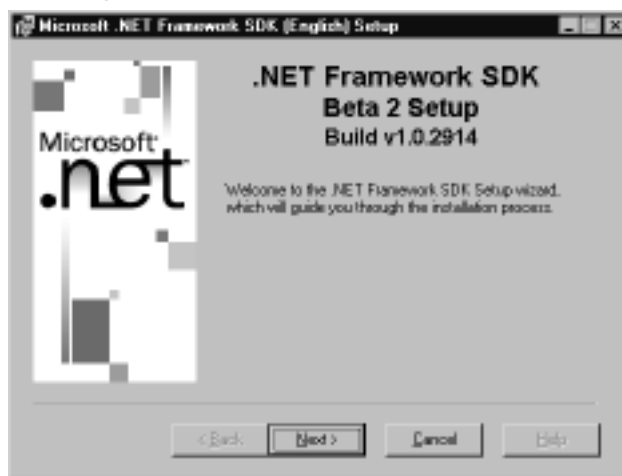 Microsoft .NET Framework SDK (English) Setup
.NET Framework SDK
Beta 2 Setup
Build v1.0.2914
Microsoft
.net
Welcome to the .NET Framework SDK Setup wizard,
which will guide you through the installation process.
< Back
Next >
Cancel
Help